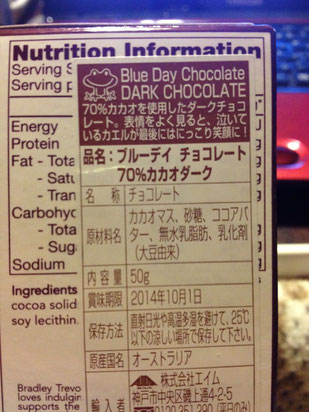 Nutrition Information
Serving S
Serving p
Energy
Protein
Fat - Tota
- Satu
- Tran
Carbohyd
- Tota
- Sug
Sodium
Ingredients
cocoa solid
soy lecithin.
Bradley Trevo
loves indulgin
supports the
Blue Day Chocolate
DARK CHOCOLATE
70%カカオを使用したダークチョコ
レート。表情をよく見ると、泣いて
いるカエルが最後にはにっこり笑顔に！
品名：ブルーデイ チョコレート
70%カカオダーク
名 称 チョコレート
原材料名 カカオマス、砂糖、ココアバ
ター、無水乳脂肪、乳化剤
（大豆由来）
内容量 50g
賞味期限 2014年10月1日
保存方法 直射日光や高温多湿を避けて、25℃
以下の涼しい場所で保存して下さい。
原産国名 オーストラリア
輸入者 株式会社エイム
神戸市中央区磯上通4-2-5